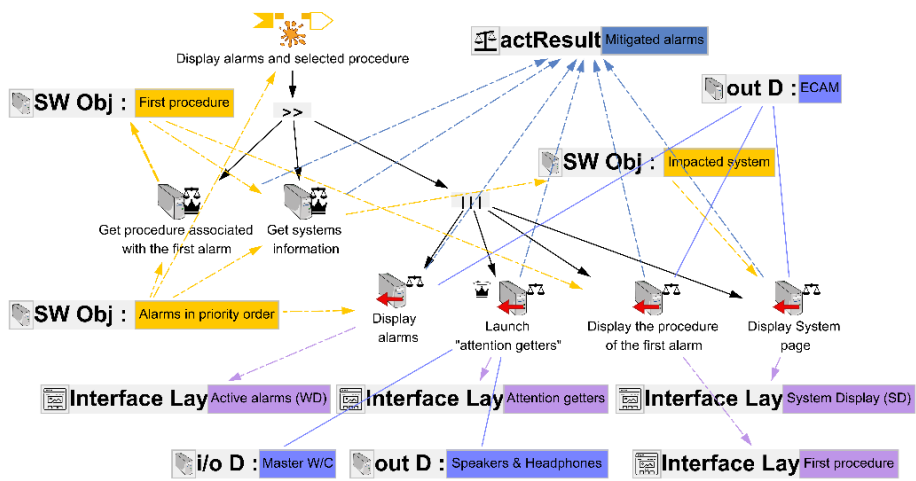 Display alarms and selected procedure
actResult Mitigated alarms
out D : ECAM
SW Obj : First procedure
>>
SW Obj : Impacted system
|||
Get procedure associated
with the first alarm
Get systems
information
SW Obj : Alarms in priority order
Display
alarms
Launch
"attention getters"
Display the procedure
of the first alarm
Display System
page
Interface Lay Active alarms (WD)
Interface Lay Attention getters
Interface Lay System Display (SD)
i/o D : Master W/C
out D : Speakers & Headphones
Interface Lay First procedure